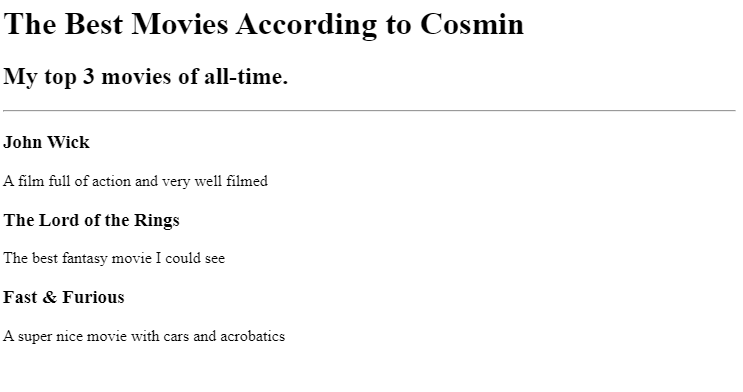 The Best Movies According to Cosmin
My top 3 movies of all-time.
John Wick
A film full of action and very well filmed
The Lord of the Rings
The best fantasy movie I could see
Fast & Furious
A super nice movie with cars and acrobatics